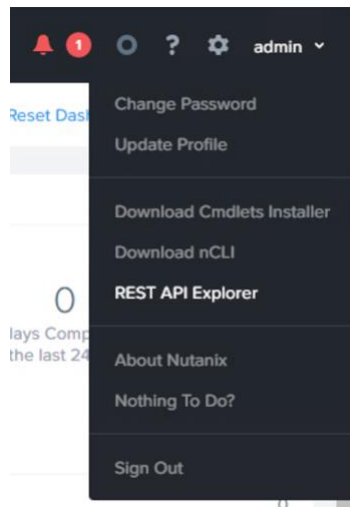 1
?
admin
Reset Das
Change Password
Update Profile
Download Cmdlets Installer
Download nCLI
REST API Explorer
0
lays Comp
the last 24
About Nutanix
Nothing To Do?
Sign Out